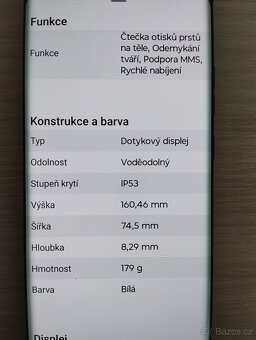 Funkce
Funkce
Čtečka otisků prstů
na těle, Odemykání
tváří, Podpora MMS,
Rychlé nabíjení
Konstrukce a barva
Typ Dotykový displej
Odolnost Voděodolný
Stupeň krytí IP53
Výška 160,46 mm
Šířka 74,5 mm
Hloubka 8,29 mm
Hmotnost 179 g
Barva Bílá
Displej
Sbazar.cz